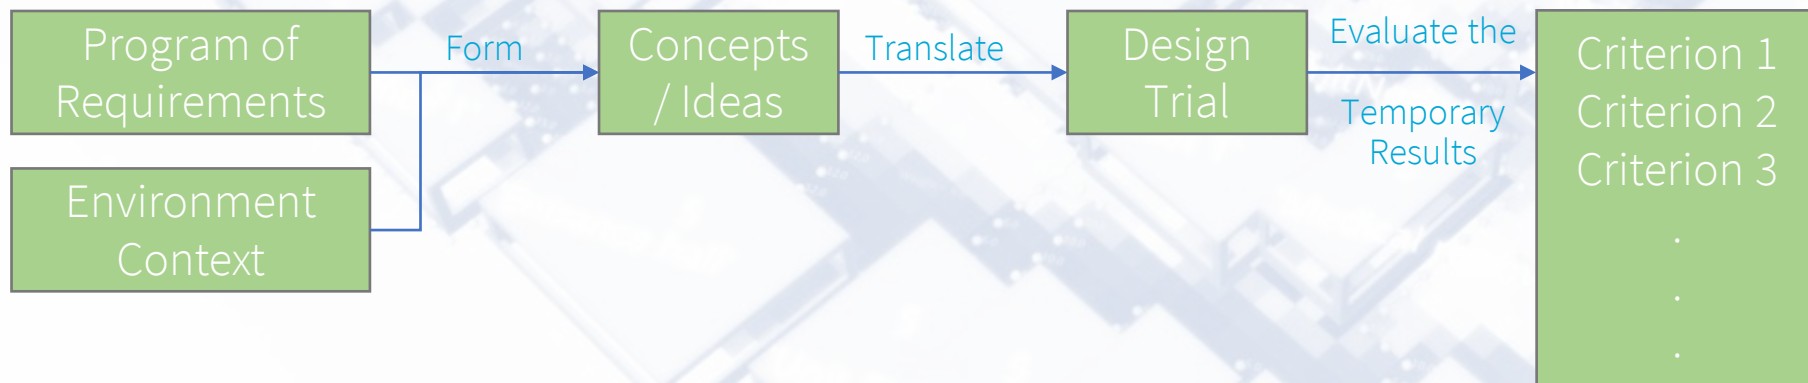 Program of
Requirements
Form
Concepts
/ Ideas
Translate
Design
Trial
Evaluate the
Temporary
Results
Criterion 1
Criterion 2
Criterion 3
.
.
.
Environment
Context